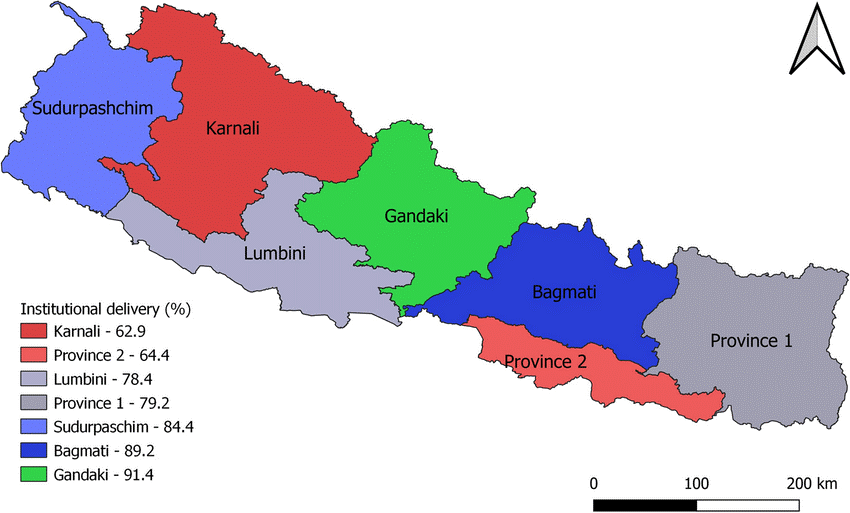 Sudurpashchim
Karnali
Gandaki
Lumbini
Bagmati
Province 1
Province 2
Institutional delivery (%)
Karnali - 62.9
Province 2 - 64.4
Lumbini - 78.4
Province 1 - 79.2
Sudurpaschim - 84.4
Bagmati - 89.2
Gandaki - 91.4
0 100 200 km